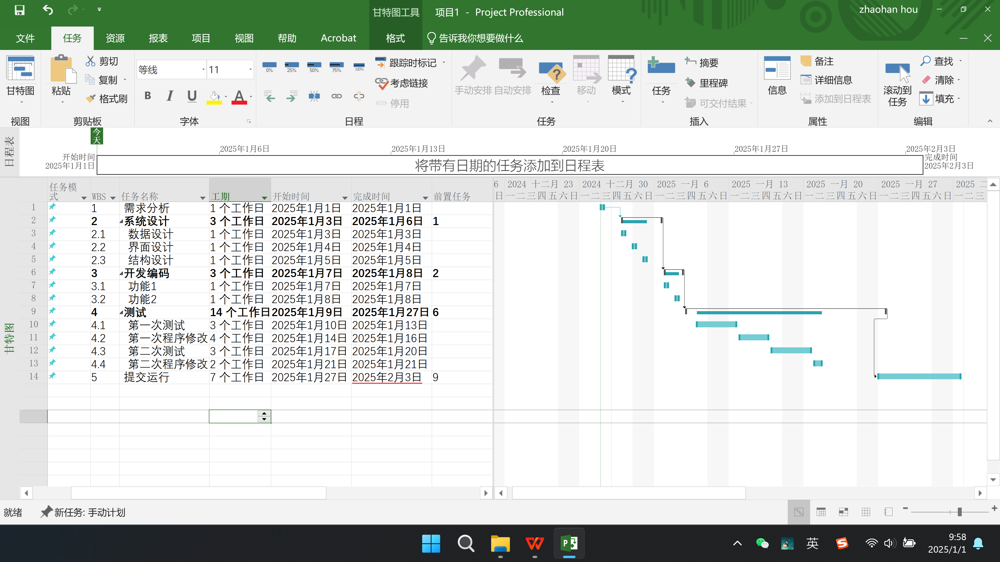 甘特图工具
项目1 - Project Professional
zhaohan hou
文件 任务 资源 报表 项目 视图 帮助 Acrobat 格式 告诉我你想要做什么
甘特图
视图
粘贴
剪切
复制
格式刷
剪贴板
等线 11
B I U A
字体
0% 25% 50% 75% 100%
跟踪时标记
考虑链接
停用
日程
手动安排 自动安排 检查 移动 模式
任务
任务
摘要
里程碑
可交付结果
插入
信息
备注
详细信息
添加到日程表
属性
滚动到
任务
查找
清除
填充
编辑
日程表
今天
2025年1月6日 2025年1月13日 2025年1月20日 2025年1月27日 2025年2月3日
开始时间
2025年1月1日
将带有日期的任务添加到日程表
完成时间
2025年2月3日
任务模式 WBS 任务名称 工期 开始时间 完成时间 前置任务
6 2024 十二月 23 2024 十二月 30 2025 一月 6 2025 一月 13 2025 一月 20 2025 一月 27 2025 二
日 一 二 三 四 五 六 日 一 二 三 四 五 六 日 一 二 三 四 五 六 日 一 二 三 四 五 六 日 一 二 三 四 五 六 日 一 二 三 四 五 六 日 一 二 三
1 1 需求分析 1 个工作日 2025年1月1日 2025年1月1日
2 2 系统设计 3 个工作日 2025年1月3日 2025年1月6日 1
3 2.1 数据设计 1 个工作日 2025年1月3日 2025年1月3日
4 2.2 界面设计 1 个工作日 2025年1月4日 2025年1月4日
5 2.3 结构设计 1 个工作日 2025年1月5日 2025年1月5日
6 3 开发编码 3 个工作日 2025年1月7日 2025年1月8日 2
7 3.1 功能1 1 个工作日 2025年1月7日 2025年1月7日
8 3.2 功能2 1 个工作日 2025年1月8日 2025年1月8日
9 4 测试 14 个工作日 2025年1月9日 2025年1月27日 6
10 4.1 第一次测试 3 个工作日 2025年1月10日 2025年1月13日
11 4.2 第一次程序修改 4 个工作日 2025年1月14日 2025年1月16日
12 4.3 第二次测试 3 个工作日 2025年1月17日 2025年1月20日
13 4.4 第二次程序修改 2 个工作日 2025年1月21日 2025年1月21日
14 5 提交运行 7 个工作日 2025年1月27日 2025年2月3日 9
甘特图
就绪 新任务: 手动计划
英
9:58
2025/1/1